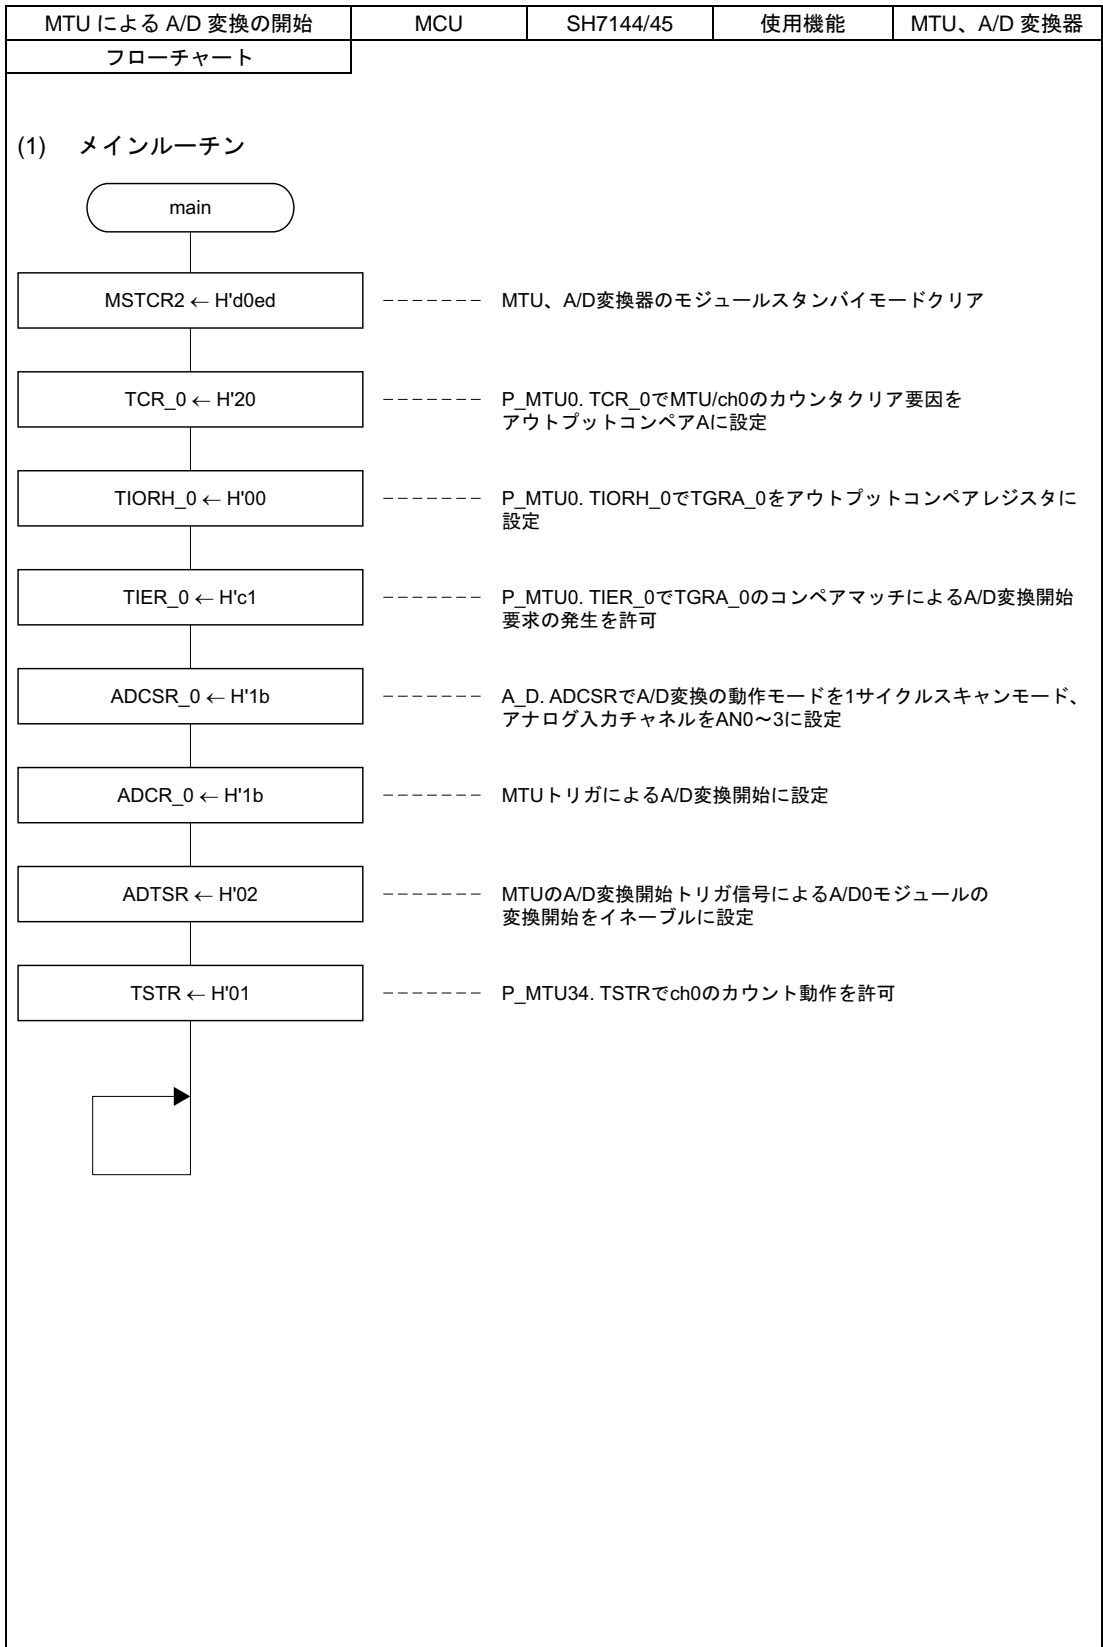 MTU による A/D 変換の開始 MCU SH7144/45 使用機能 MTU、A/D 変換器
フローチャート
(1) メインルーチン
main
MSTCR2 ← H'd0ed
MTU、A/D変換器のモジュールスタンバイモードクリア
TCR_0 ← H'20
P_MTU0. TCR_0でMTU/ch0のカウンタクリア要因を
アウトプットコンペアAに設定
TIORH_0 ← H'00
P_MTU0. TIORH_0でTGRA_0をアウトプットコンペアレジスタに
設定
TIER_0 ← H'c1
P_MTU0. TIER_0でTGRA_0のコンペアマッチによるA/D変換開始
要求の発生を許可
ADCSR_0 ← H'1b
A_D. ADCSRでA/D変換の動作モードを1サイクルスキャンモード、
アナログ入力チャネルをAN0～3に設定
ADCR_0 ← H'1b
MTUトリガによるA/D変換開始に設定
ADTSR ← H'02
MTUのA/D変換開始トリガ信号によるA/D0モジュールの
変換開始をイネーブルに設定
TSTR ← H'01
P_MTU34. TSTRでch0のカウント動作を許可